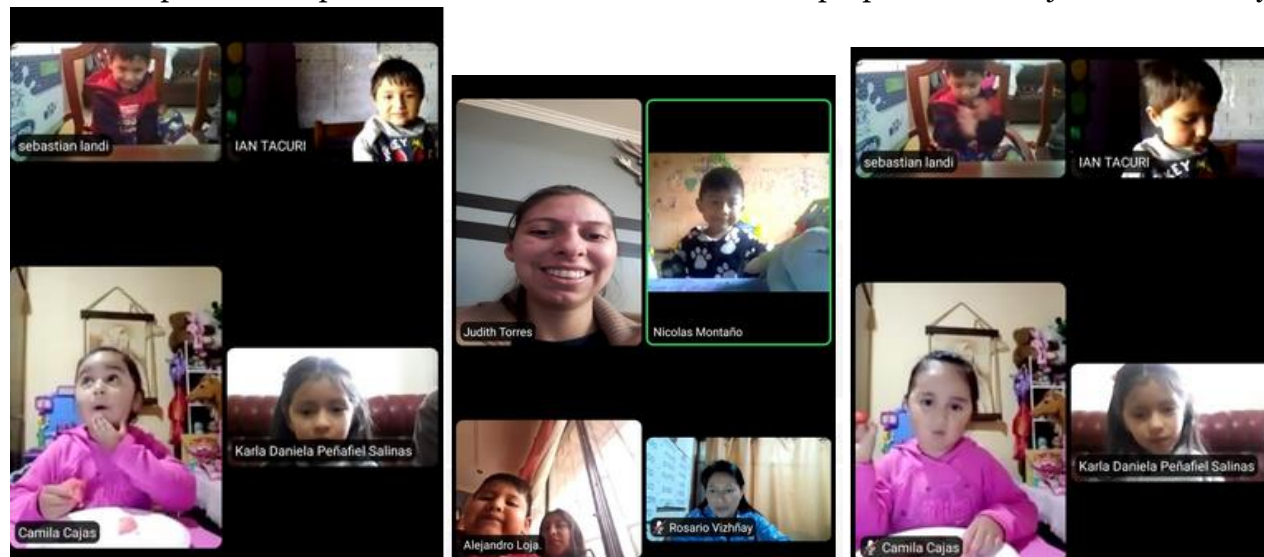 sebastian landi
IAN TACURI
Camila Cajas
Karla Daniela Peñafiel Salinas
Judith Torres
Nicolas Montaño
Alejandro Loja.
Rosario Vizhñay
sebastian landi
IAN TACURI
Camila Cajas
Karla Daniela Peñafiel Salinas